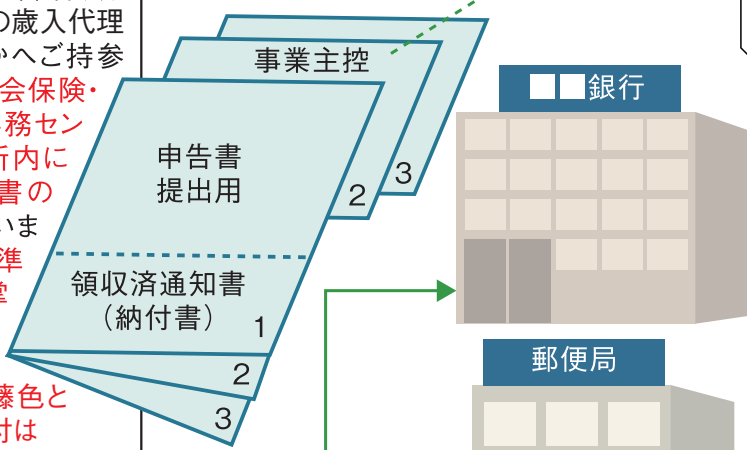 の歳入代理
かへご持参
会保険・
務セン
所内に
書の
いま
準
藤色と
付は
事業主控
3
2
申告書
提出用
領収済通知書
（納付書）
1
2
3
□□銀行
郵便局